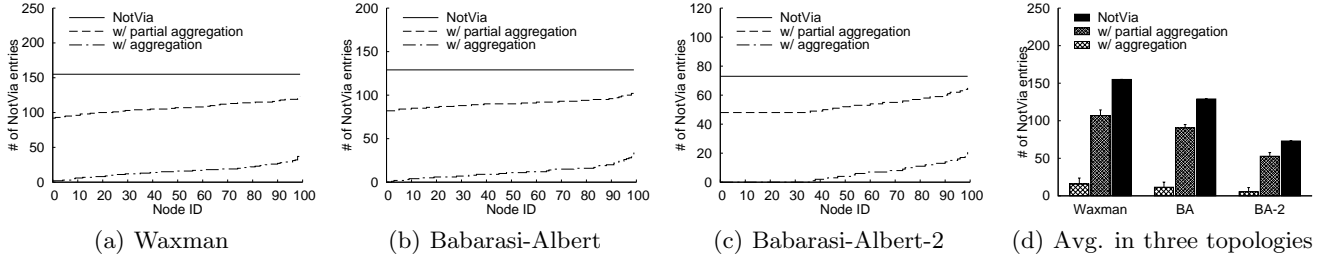 250
200
150
100
50
0
# of NotVia entries
NotVia
w/ partial aggregation
w/ aggregation
0 10 20 30 40 50 60 70 80 90 100
Node ID
(a) Waxman
200
150
100
50
0
# of NotVia entries
NotVia
w/ partial aggregation
w/ aggregation
0 10 20 30 40 50 60 70 80 90 100
Node ID
(b) Babarasi-Albert
120
100
80
60
40
20
0
# of NotVia entries
NotVia
w/ partial aggregation
w/ aggregation
0 10 20 30 40 50 60 70 80 90 100
Node ID
(c) Babarasi-Albert-2
250
200
150
100
50
0
# of NotVia entries
NotVia
w/ partial aggregation
w/ aggregation
Waxman BA BA-2
(d) Avg. in three topologies